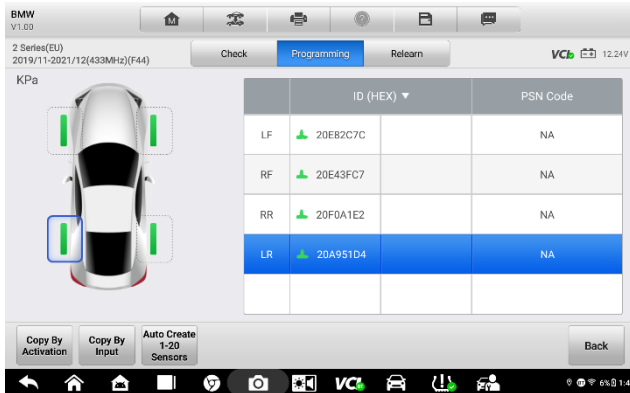 BMW
V1.00
2 Series(EU)
2019/11-2021/12(433MHz)(F44)
Check
Programming
Relearn
VCI
12.24V
KPa
ID (HEX) ▼
PSN Code
LF 20E82C7C NA
RF 20E43FC7 NA
RR 20F0A1E2 NA
LR 20A951D4 NA
Copy By
Activation
Copy By
Input
Auto Create
1-20
Sensors
Back
VCI
6%
1:4